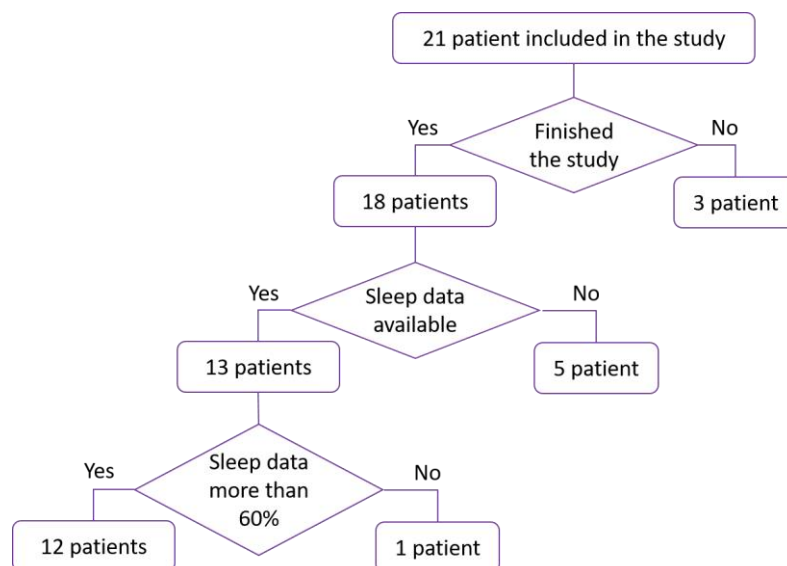 21 patient included in the study
Yes
Finished
the study
No
18 patients
3 patient
Yes
Sleep data
available
No
13 patients
5 patient
Yes
Sleep data
more than
60%
No
12 patients
1 patient